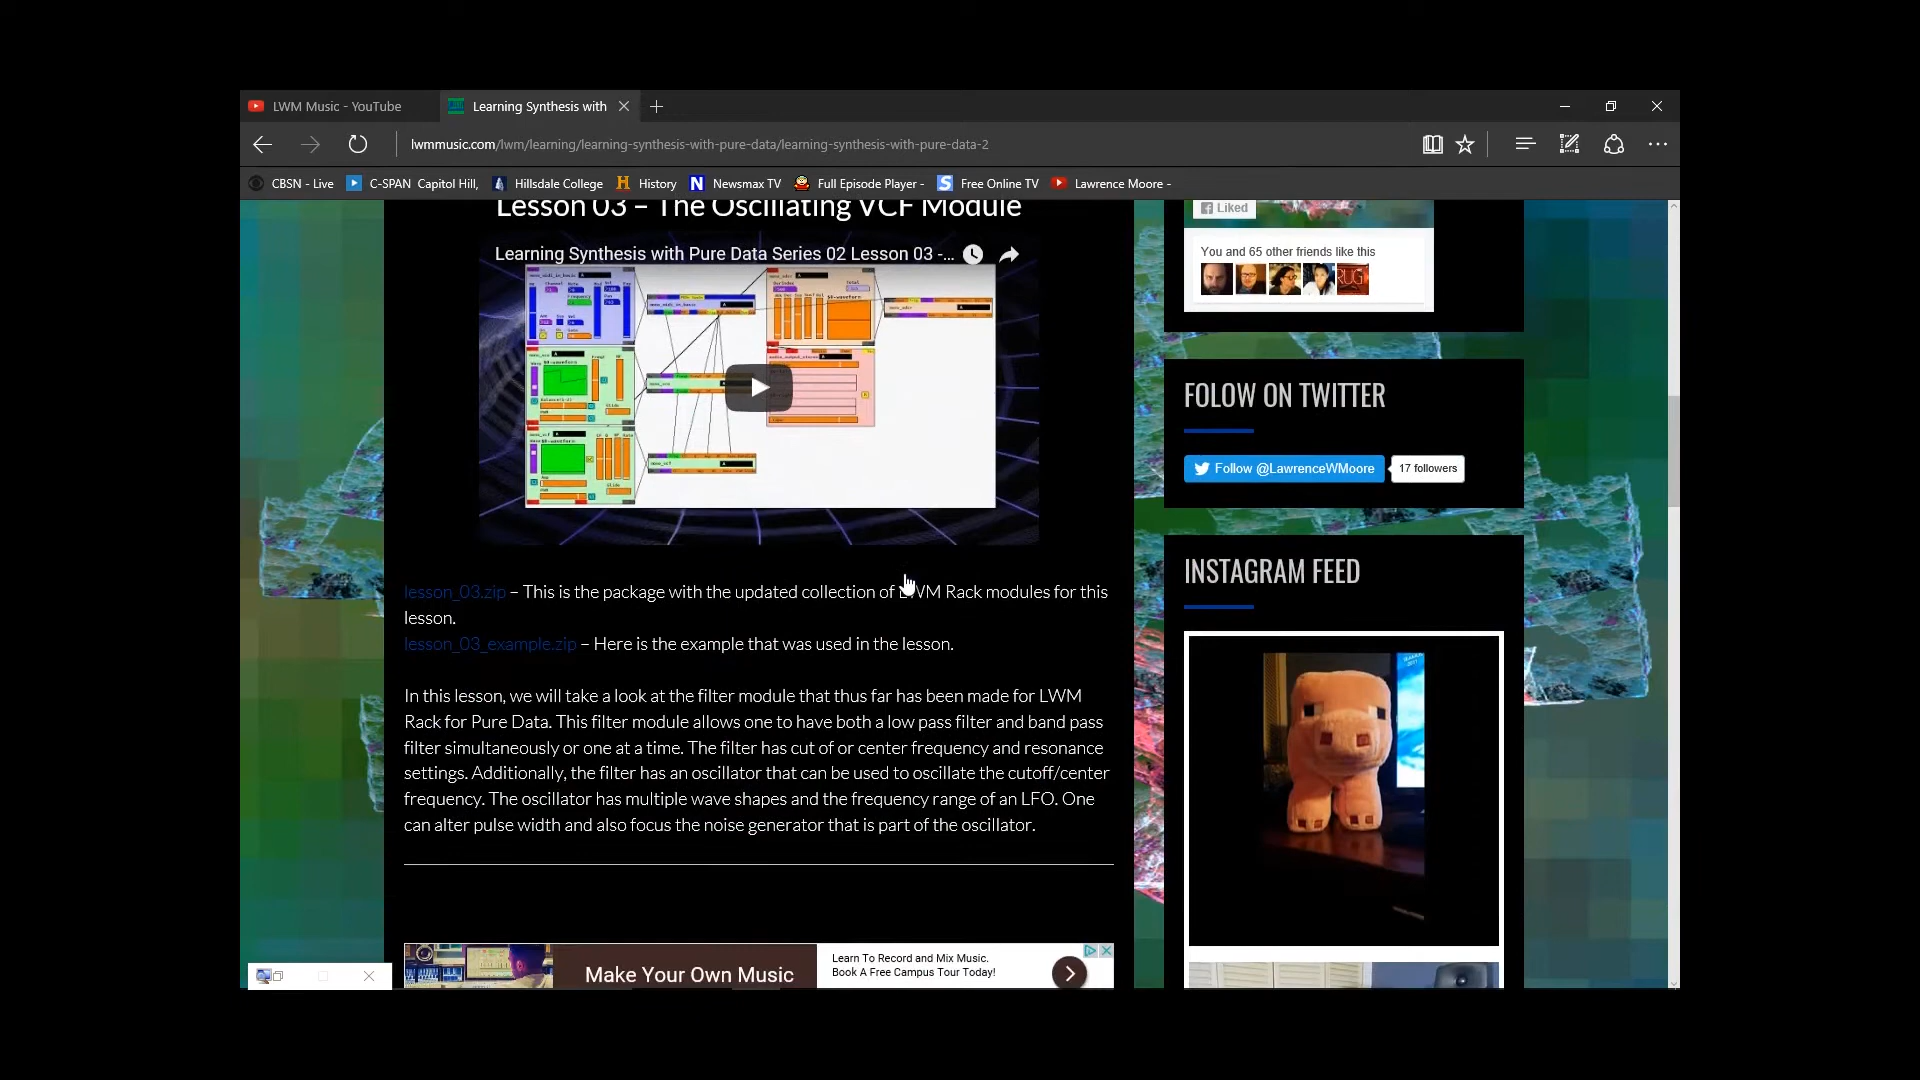 LWM Music - YouTube
Learning Synthesis with
lwmmusic.com/lwm/learning/learning-synthesis-with-pure-data/learning-synthesis-with-pure-data-2
CBSN - Live
C-SPAN Capitol Hill,
Hillsdale College
History
Newsmax TV
Full Episode Player -
Free Online TV
Lawrence Moore -
Lesson 03 – The Oscillating VCF Module
Learning Synthesis with Pure Data Series 02 Lesson 03 -...
lesson_03.zip – This is the package with the updated collection of LWM Rack modules for this
lesson.
lesson_03_example.zip – Here is the example that was used in the lesson.
In this lesson, we will take a look at the filter module that thus far has been made for LWM
Rack for Pure Data. This filter module allows one to have both a low pass filter and band pass
filter simultaneously or one at a time. The filter has cut of or center frequency and resonance
settings. Additionally, the filter has an oscillator that can be used to oscillate the cutoff/center
frequency. The oscillator has multiple wave shapes and the frequency range of an LFO. One
can alter pulse width and also focus the noise generator that is part of the oscillator.
Make Your Own Music
Learn To Record and Mix Music.
Book A Free Campus Tour Today!
Liked
You and 65 other friends like this
RUG
FOLOW ON TWITTER
Follow @LawrenceWMoore
17 followers
INSTAGRAM FEED